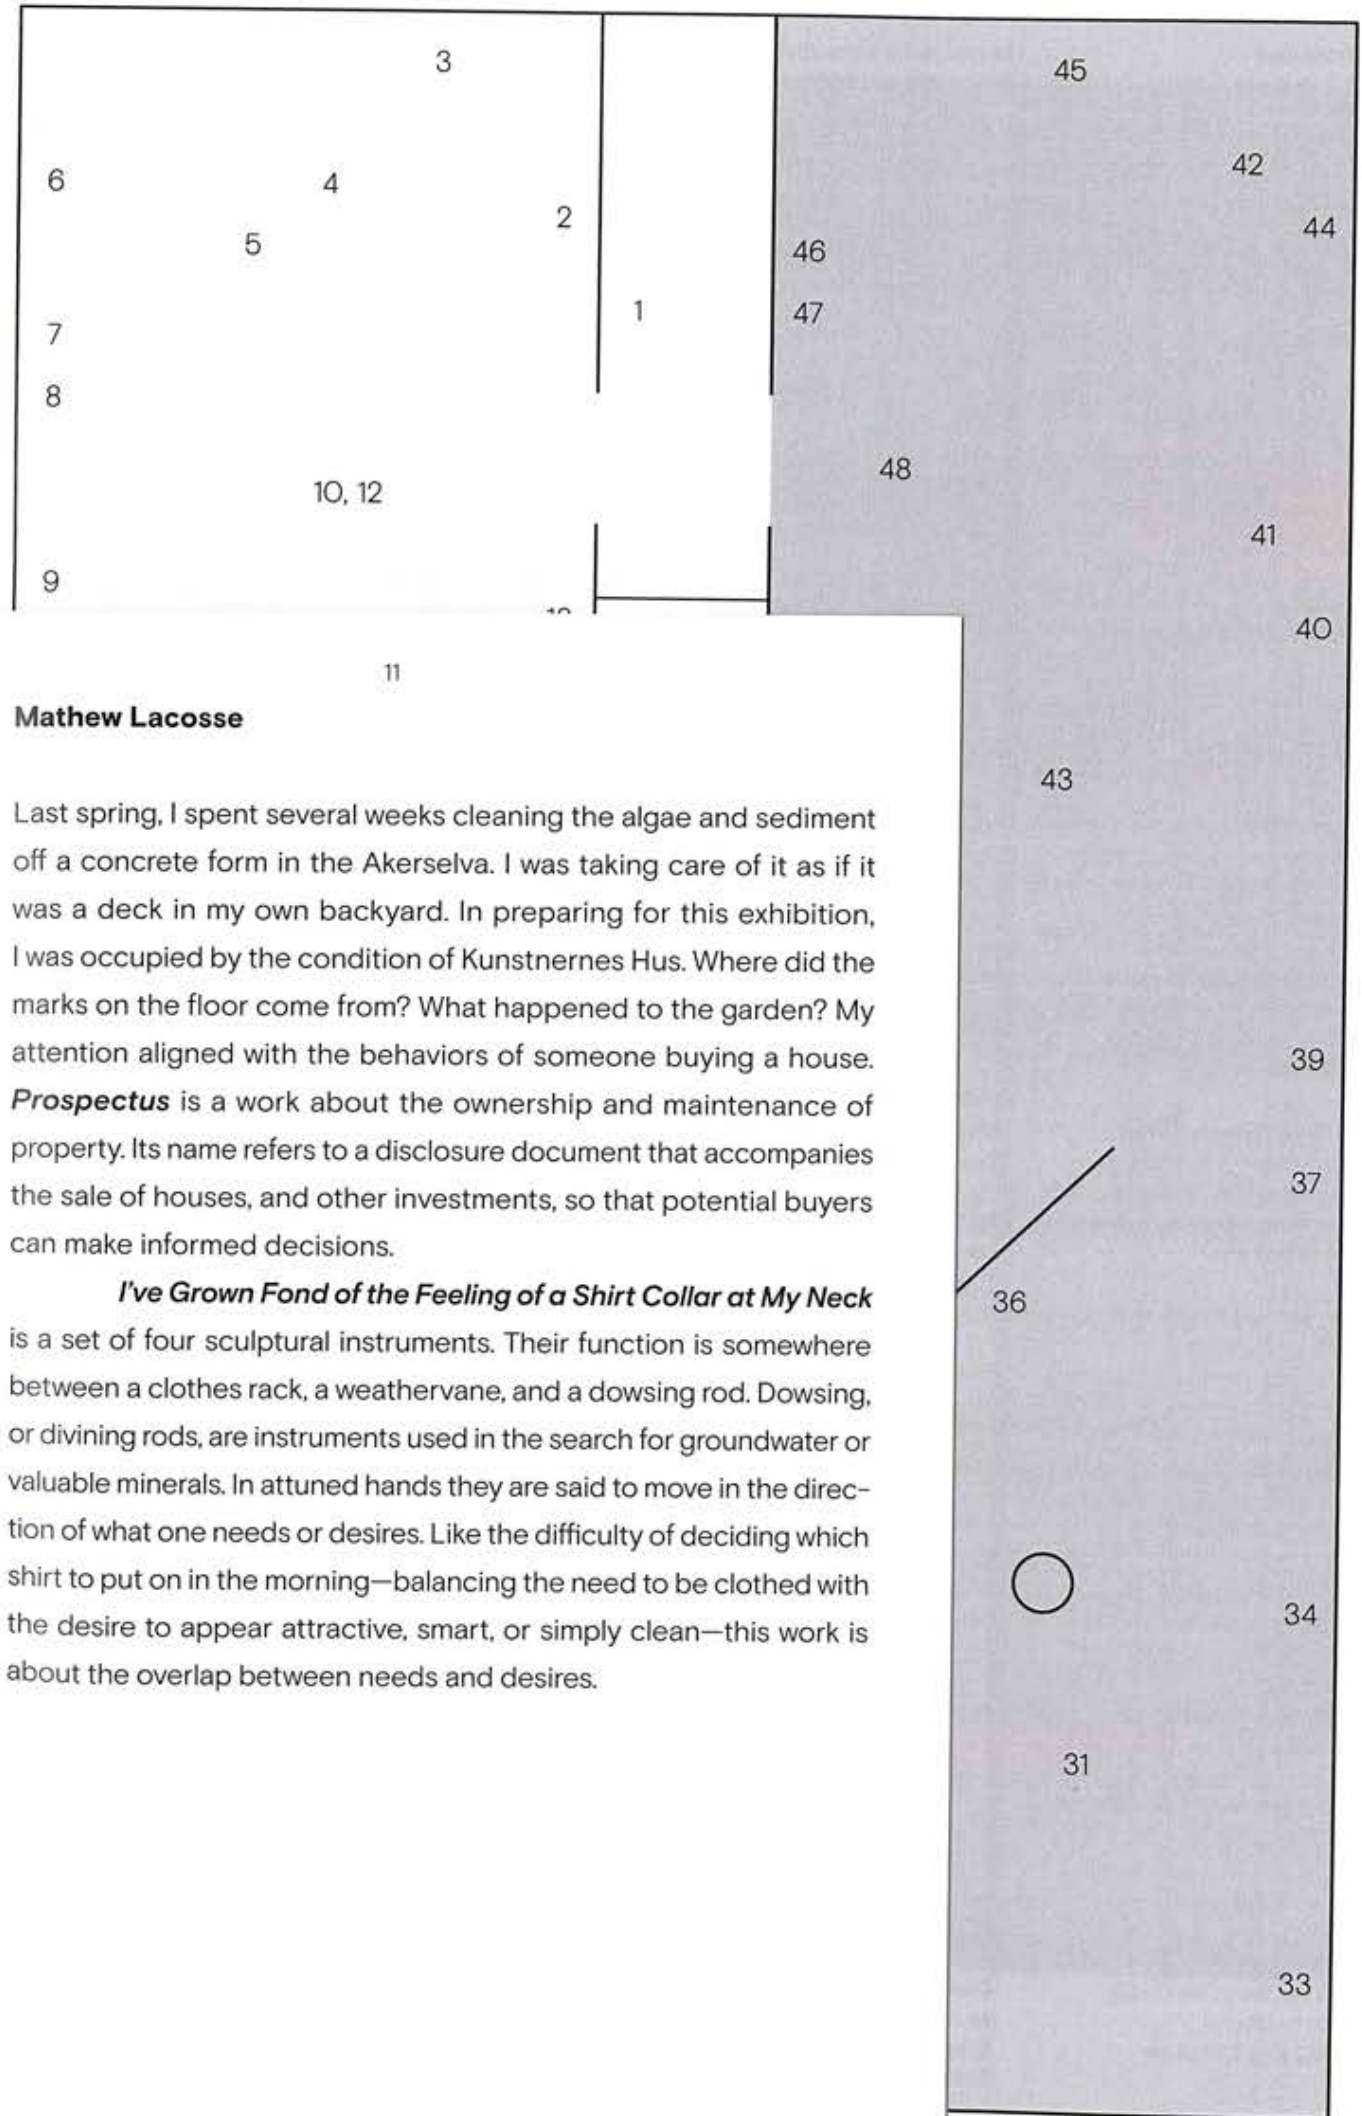 3
45
42
6
4
2
44
5
46
1
47
7
8
48
10, 12
41
9
40
11
Mathew Lacosse
43
Last spring, I spent several weeks cleaning the algae and sediment
off a concrete form in the Akerselva. I was taking care of it as if it
was a deck in my own backyard. In preparing for this exhibition,
I was occupied by the condition of Kunstnernes Hus. Where did the
marks on the floor come from? What happened to the garden? My
attention aligned with the behaviors of someone buying a house.
Prospectus is a work about the ownership and maintenance of
property. Its name refers to a disclosure document that accompanies
the sale of houses, and other investments, so that potential buyers
can make informed decisions.
I've Grown Fond of the Feeling of a Shirt Collar at My Neck
is a set of four sculptural instruments. Their function is somewhere
between a clothes rack, a weathervane, and a dowsing rod. Dowsing,
or divining rods, are instruments used in the search for groundwater or
valuable minerals. In attuned hands they are said to move in the direc-
tion of what one needs or desires. Like the difficulty of deciding which
shirt to put on in the morning—balancing the need to be clothed with
the desire to appear attractive, smart, or simply clean—this work is
about the overlap between needs and desires.
39
37
36
34
31
33